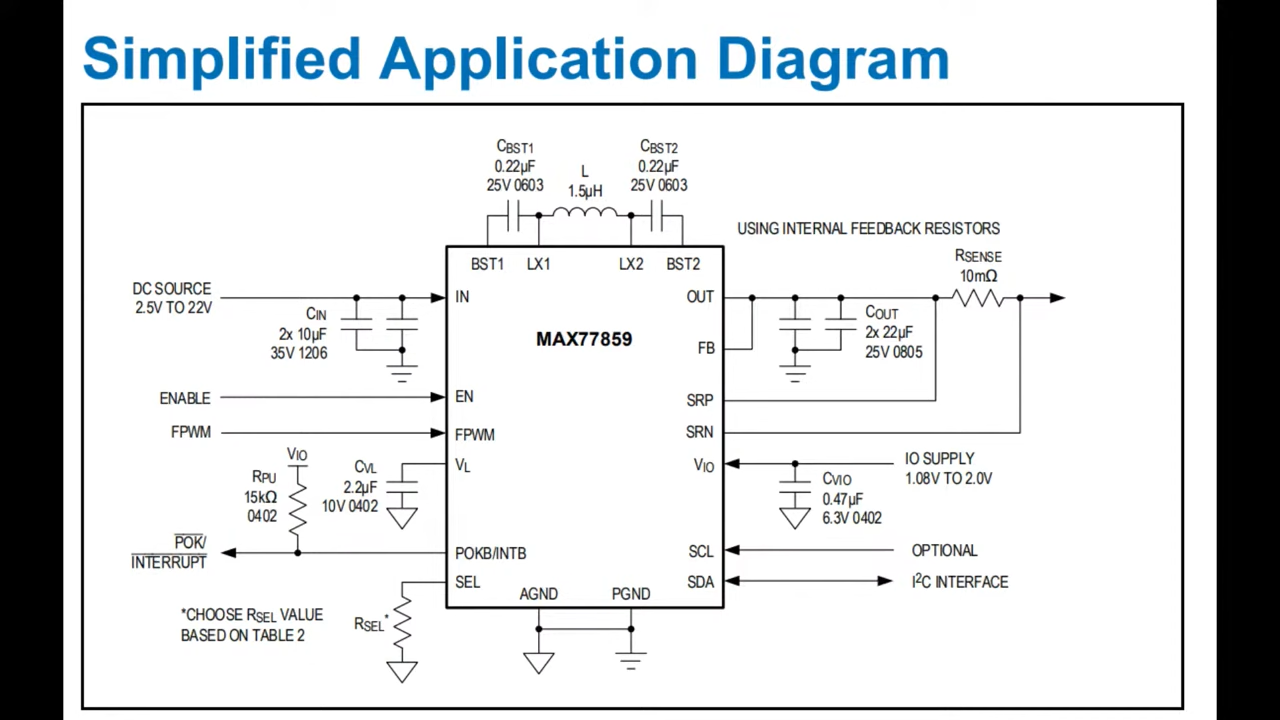 Simplified Application Diagram
CBST1
0.22µF
25V 0603
L
1.5µH
CBST2
0.22µF
25V 0603
USING INTERNAL FEEDBACK RESISTORS
RSENSE
10mΩ
BST1
LX1
LX2
BST2
DC SOURCE
2.5V TO 22V
IN
OUT
CIN
2x 10µF
35V 1206
MAX77859
FB
COUT
2x 22µF
25V 0805
ENABLE
EN
SRP
FPWM
FPWM
SRN
VIO
RPU
15kΩ
0402
CVL
2.2µF
10V 0402
VL
VIO
IO SUPPLY
1.08V TO 2.0V
CVIO
0.47µF
6.3V 0402
POK/
INTERRUPT
POKB/INTB
SCL
OPTIONAL
SEL
SDA
I²C INTERFACE
AGND
PGND
*CHOOSE RSEL VALUE
BASED ON TABLE 2
RSEL*